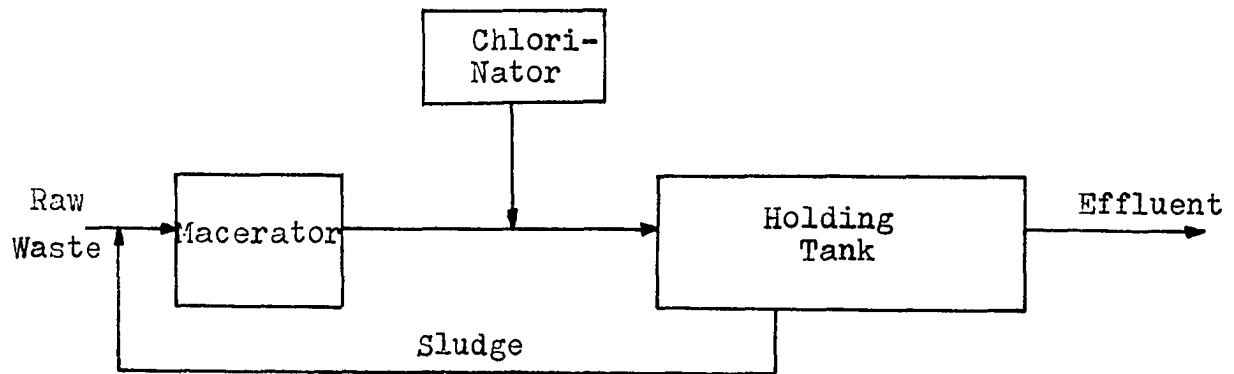 Chlori-
Nator
Raw
Waste
Macerator
Holding
Tank
Effluent
Sludge